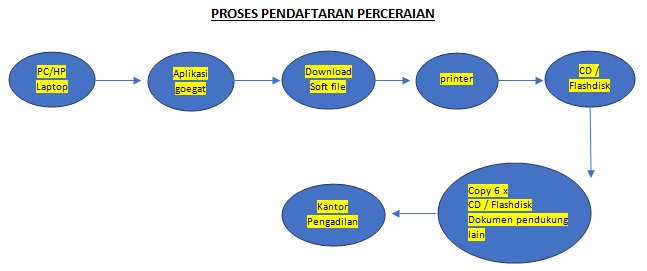 PROSES PENDAFTARAN PERCERAIAN
PC/HP
Laptop
Aplikasi
goegat
Download
Soft file
printer
CD /
Flashdisk
Copy 6 x
CD / Flashdisk
Dokumen pendukung
lain
Kantor
Pengadilan